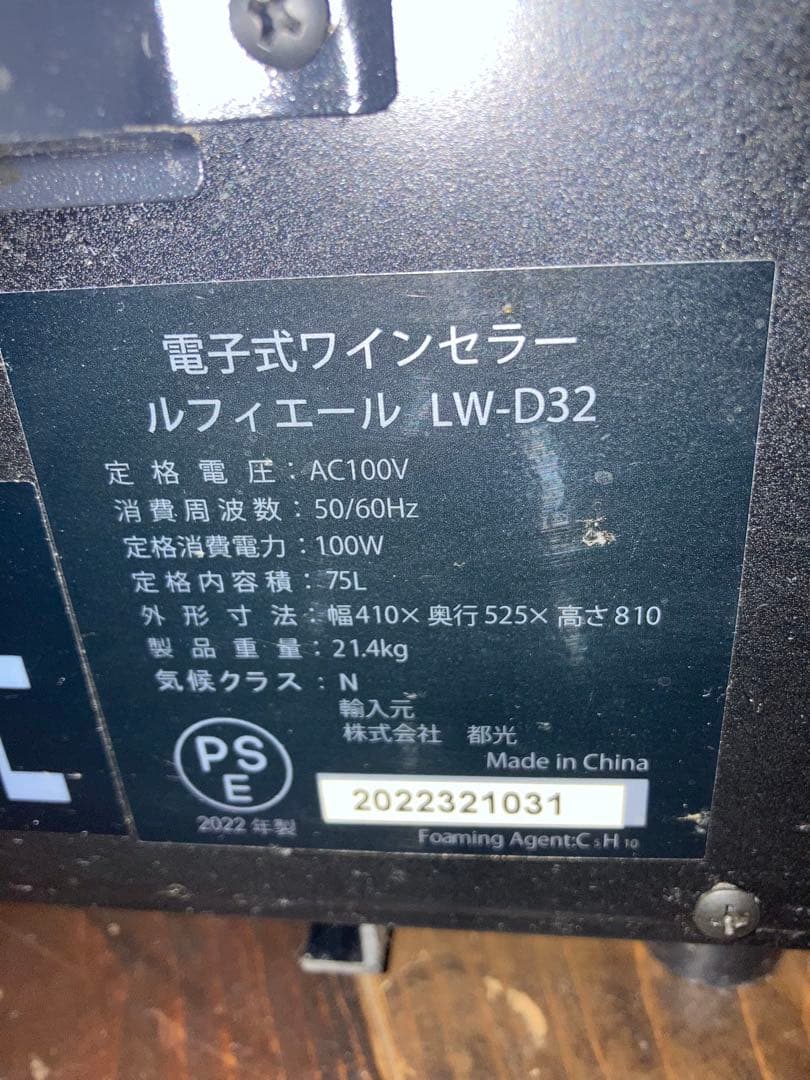 電子式ワインセラー
ルフィエール LW-D32
定格電圧：AC100V
消費周波数：50/60Hz
定格消費電力：100W
定格内容積：75L
外形寸法：幅410×奥行525×高さ810
製品重量：21.4kg
気候クラス：N
輸入元
株式会社 都光
Made in China
PS
E
2022年製
2022321031
Foaming Agent:C₅H₁₀